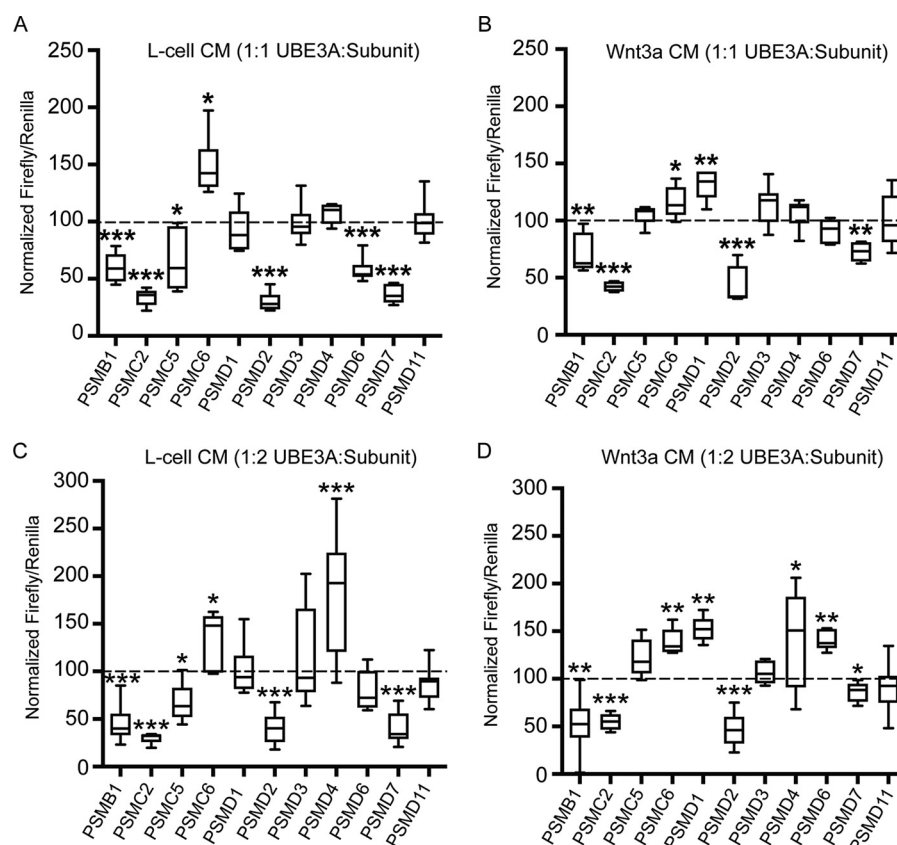 A
L-cell CM (1:1 UBE3A:Subunit)
Normalized Firefly/Renilla
250
200
150
100
50
0
***
***
*
*
***
***
***
PSMB1
PSMC2
PSMC5
PSMC6
PSMD1
PSMD2
PSMD3
PSMD4
PSMD6
PSMD7
PSMD11
B
Wnt3a CM (1:1 UBE3A:Subunit)
Normalized Firefly/Renilla
250
200
150
100
50
0
**
***
*
**
***
**
PSMB1
PSMC2
PSMC5
PSMC6
PSMD1
PSMD2
PSMD3
PSMD4
PSMD6
PSMD7
PSMD11
C
L-cell CM (1:2 UBE3A:Subunit)
Normalized Firefly/Renilla
300
250
200
150
100
50
0
***
***
*
*
***
***
***
PSMB1
PSMC2
PSMC5
PSMC6
PSMD1
PSMD2
PSMD3
PSMD4
PSMD6
PSMD7
PSMD11
D
Wnt3a CM (1:2 UBE3A:Subunit)
Normalized Firefly/Renilla
300
250
200
150
100
50
0
**
***
**
**
***
*
**
*
PSMB1
PSMC2
PSMC5
PSMC6
PSMD1
PSMD2
PSMD3
PSMD4
PSMD6
PSMD7
PSMD11